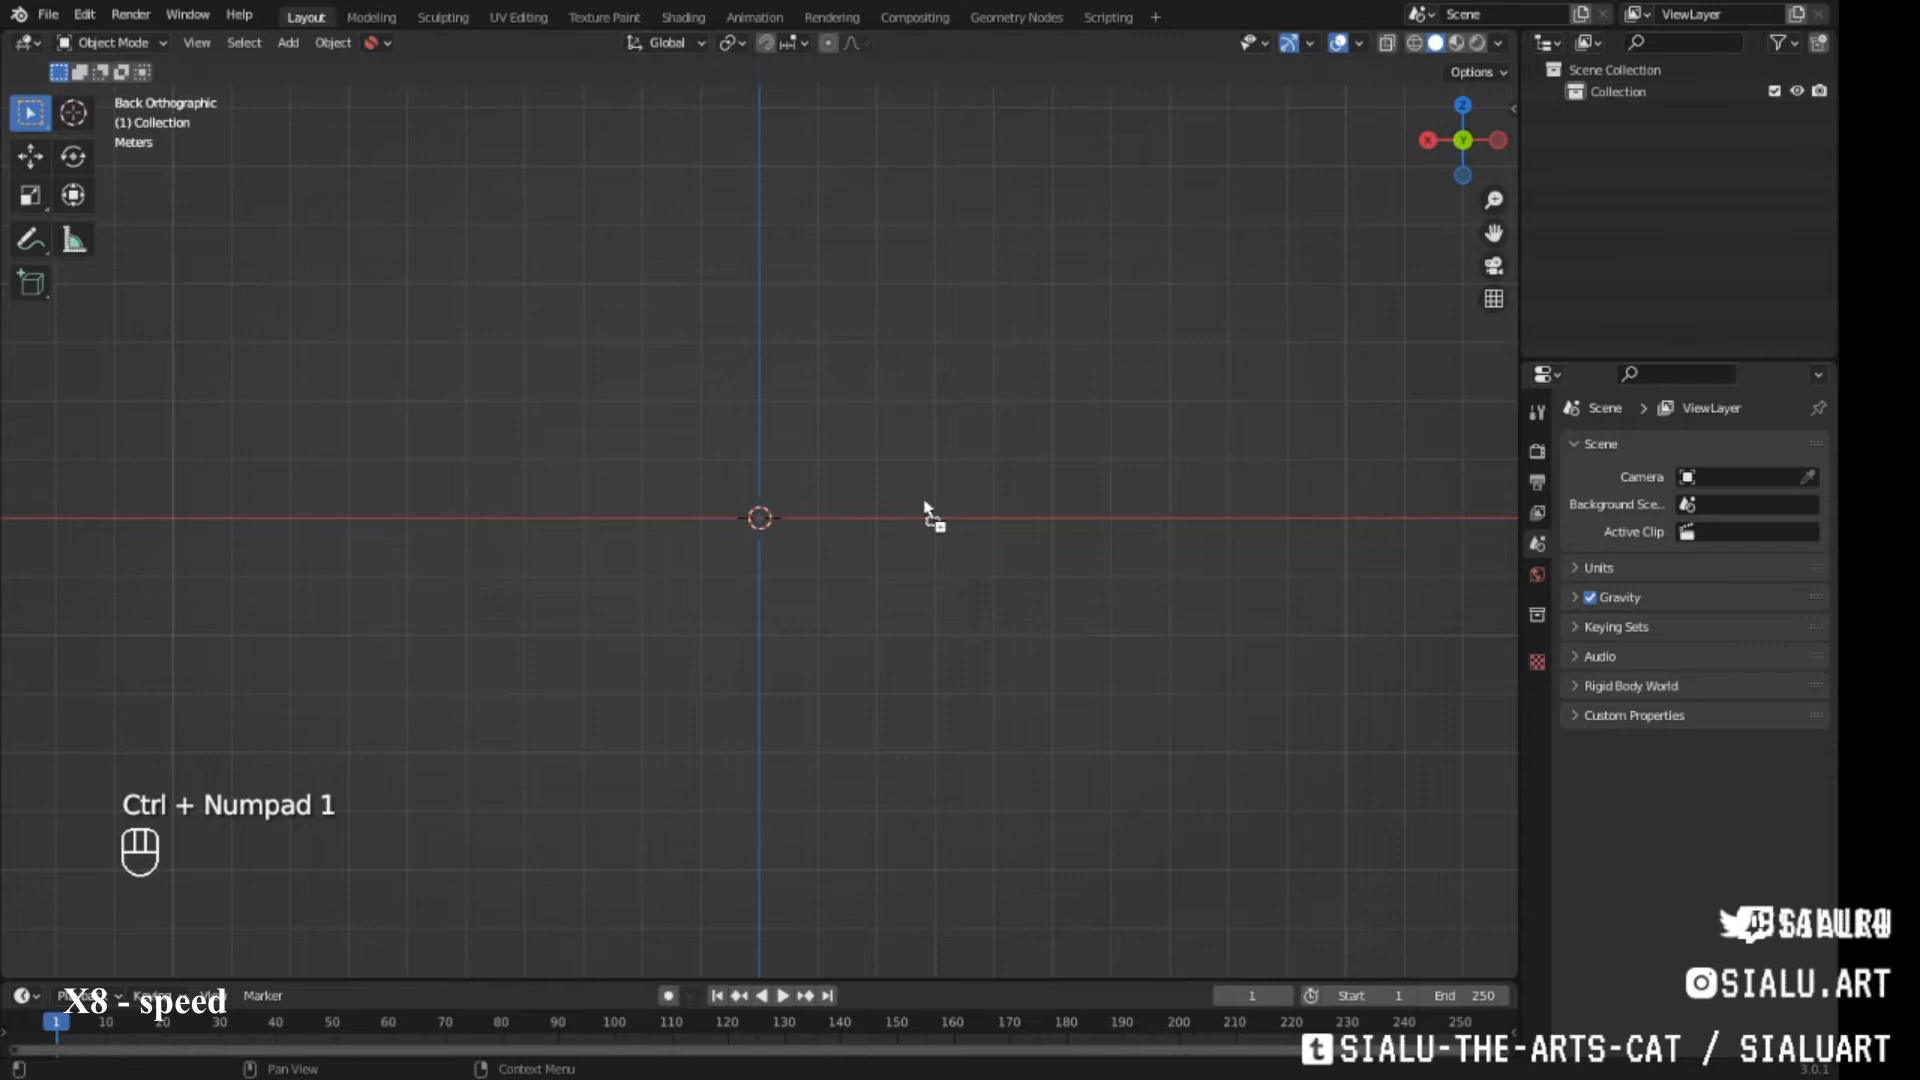 File Edit Render Window Help Layout Modeling Sculpting UV Editing Texture Paint Shading Animation Rendering Compositing Geometry Nodes Scripting + Scene ViewLayer
Object Mode View Select Add Object Global
Options
Back Orthographic
(1) Collection
Meters
Z
X
Y
Scene Collection
Collection
Scene > ViewLayer
Scene
Camera
Background Sce...
Active Clip
Units
Gravity
Keying Sets
Audio
Rigid Body World
Custom Properties
Ctrl + Numpad 1
SIALU.ART
SIALU-THE-ARTS-CAT / SIALUART
X8 - speed
Marker
1 Start 1 End 250
1 10 20 30 40 50 60 70 80 90 100 110 120 130 140 150 160 170 180 190 200 210 220 230 240 250
Pan View Context Menu
3.0.1